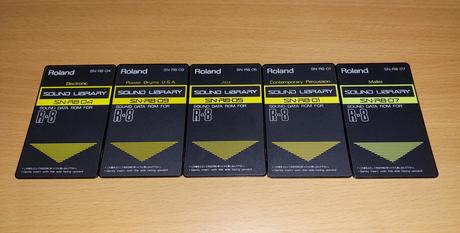 Roland SN-R8-04
Electronic
SOUND LIBRARY
SN-R8-04
SOUND DATA ROM FOR
R-8
Roland SN-R8-09
Power Drums U.S.A.
SOUND LIBRARY
SN-R8-09
SOUND DATA ROM FOR
R-8
Roland SN-R8-05
Jazz
SOUND LIBRARY
SN-R8-05
SOUND DATA ROM FOR
R-8
Roland SN-R8-01
Contemporary Percussion
SOUND LIBRARY
SN-R8-01
SOUND DATA ROM FOR
R-8
Roland SN-R8-07
Mallet
SOUND LIBRARY
SN-R8-07
SOUND DATA ROM FOR
R-8